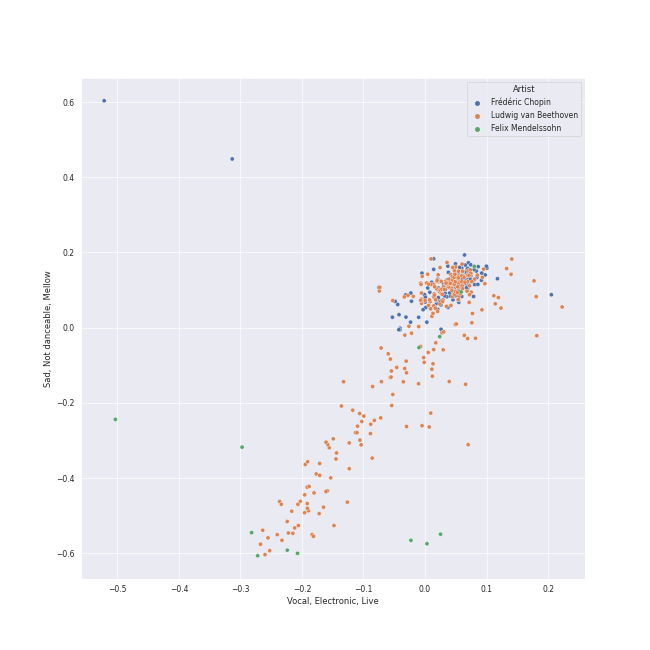 Artist
Frédéric Chopin
Ludwig van Beethoven
Felix Mendelssohn
0.6
0.4
0.2
0.0
−0.2
−0.4
−0.6
Sad, Not danceable, Mellow
−0.5
−0.4
−0.3
−0.2
−0.1
0.0
0.1
0.2
Vocal, Electronic, Live